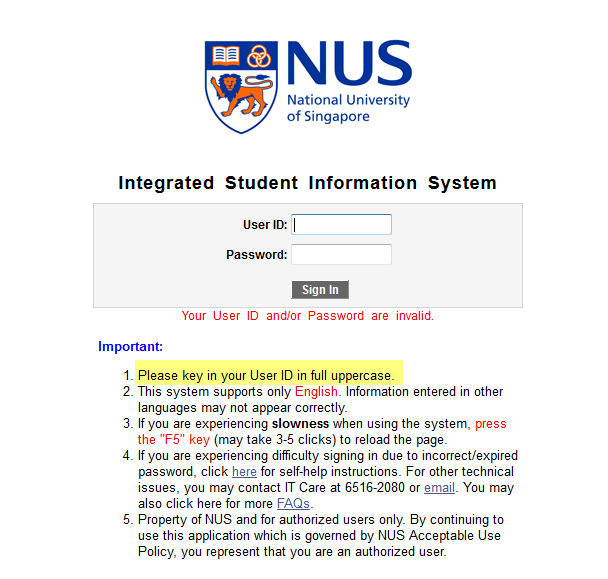 NUS
National University
of Singapore
Integrated Student Information System
User ID:
Password:
Sign In
Your User ID and/or Password are invalid.
Important:
1. Please key in your User ID in full uppercase.
2. This system supports only English. Information entered in other
languages may not appear correctly.
3. If you are experiencing slowness when using the system, press
the "F5" key (may take 3-5 clicks) to reload the page.
4. If you are experiencing difficulty signing in due to incorrect/expired
password, click here for self-help instructions. For other technical
issues, you may contact IT Care at 6516-2080 or email. You may
also click here for more FAQs.
5. Property of NUS and for authorized users only. By continuing to
use this application which is governed by NUS Acceptable Use
Policy, you represent that you are an authorized user.